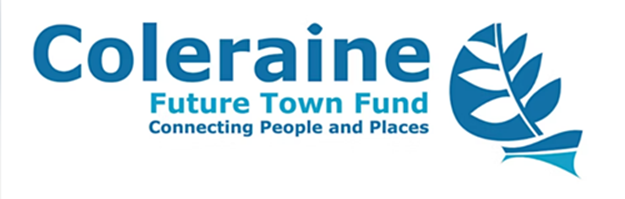 Coleraine
Future Town Fund
Connecting People and Places